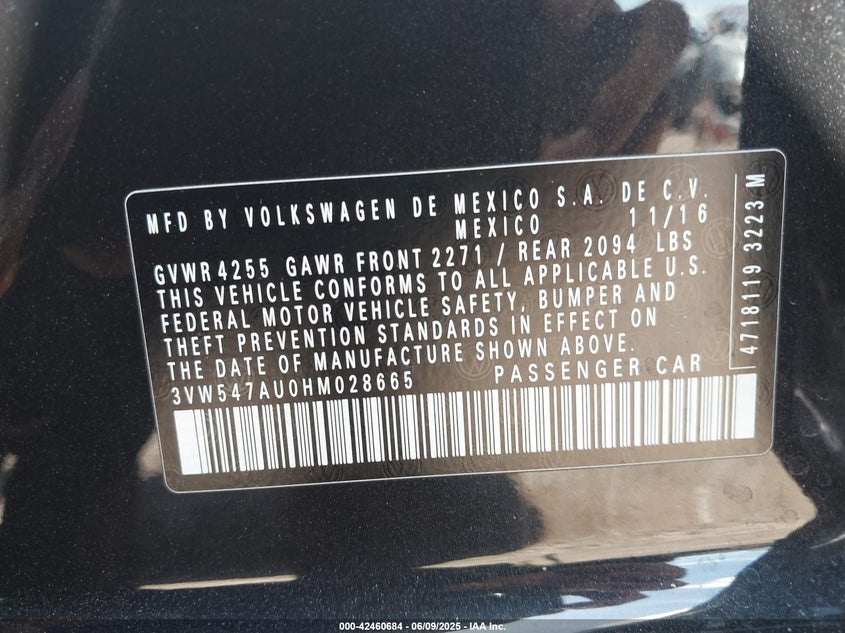 MFD BY VOLKSWAGEN DE MEXICO S.A. DE C.V.
MEXICO 11/16
GVWR 4255 GAWR FRONT 2271 / REAR 2094 LBS
THIS VEHICLE CONFORMS TO ALL APPLICABLE U.S.
FEDERAL MOTOR VEHICLE SAFETY, BUMPER AND
THEFT PREVENTION STANDARDS IN EFFECT ON
THE DATE OF MANUFACTURE SHOWN ABOVE.
3VW547AU0HM028665 PASSENGER CAR
4718119 3223 M
000-42460684 - 06/09/2025 - IAA Inc.